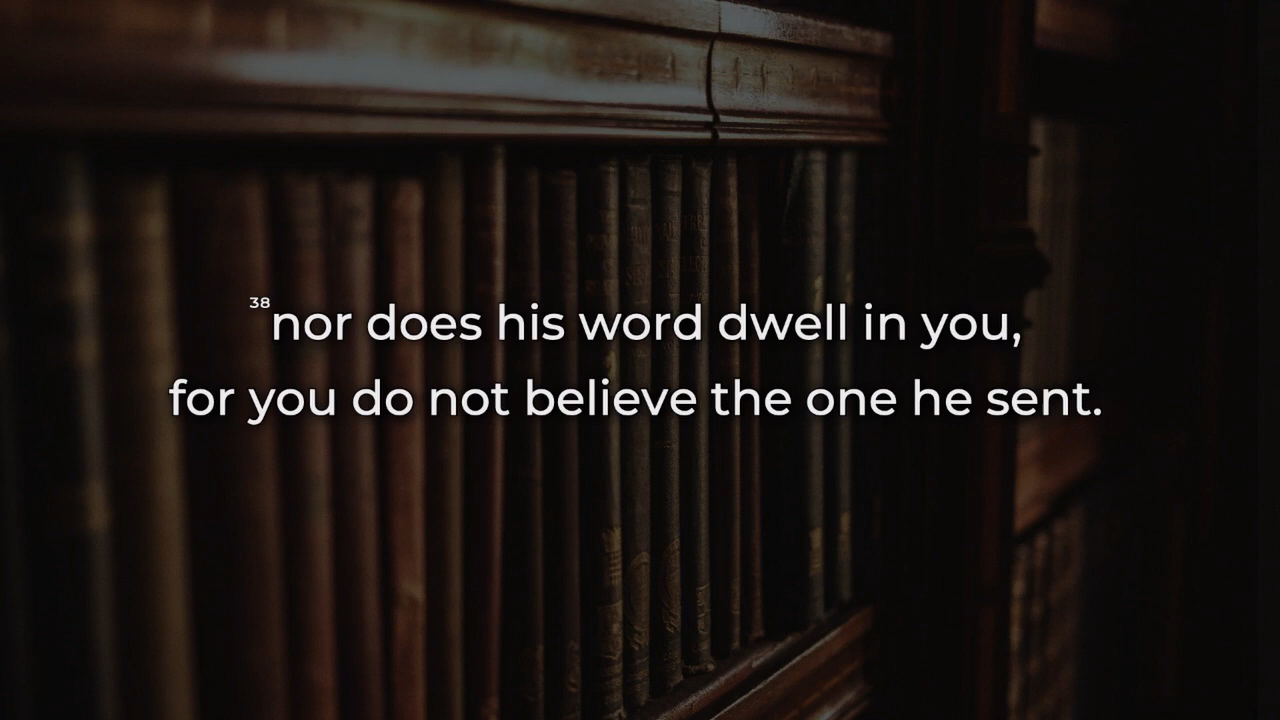 38nor does his word dwell in you,
for you do not believe the one he sent.